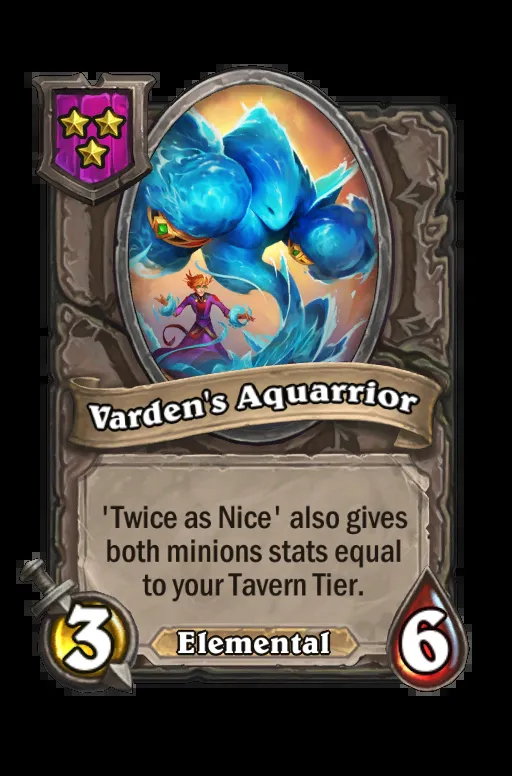 Varden's Aquarrior
'Twice as Nice' also gives
both minions stats equal
to your Tavern Tier.
3
Elemental
6